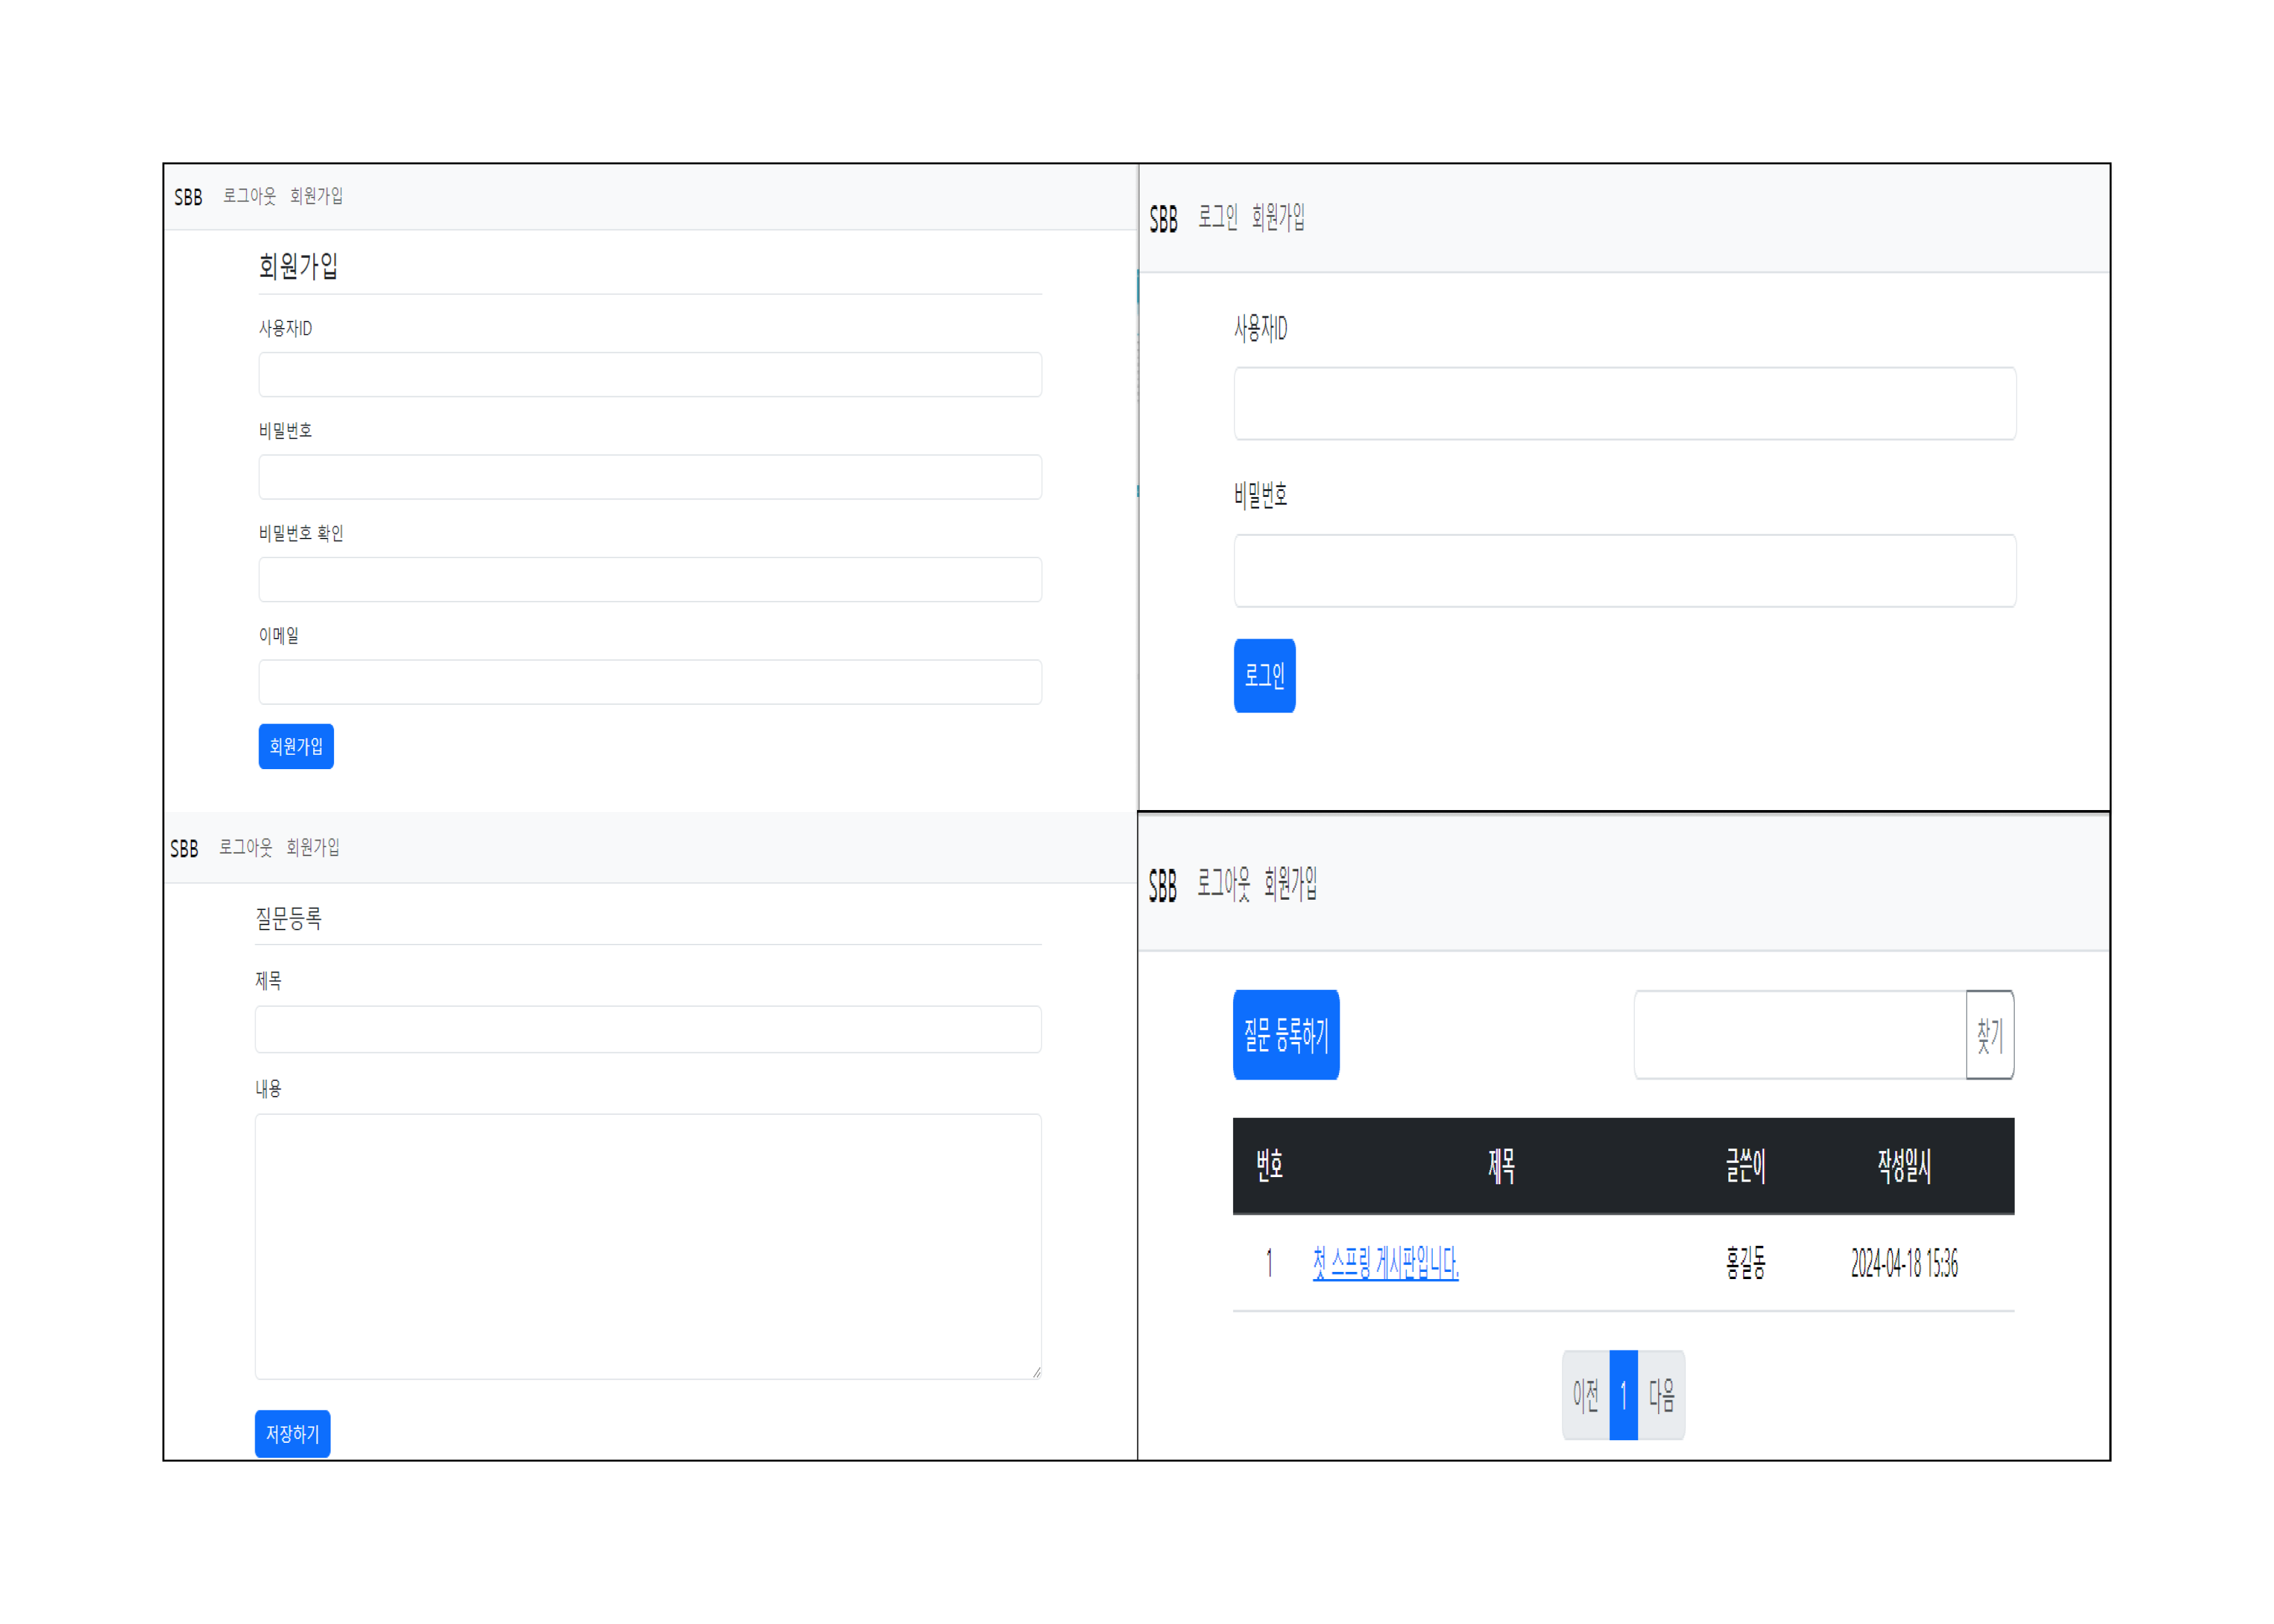 SBB 로그아웃 회원가입
회원가입
사용자ID
비밀번호
비밀번호 확인
이메일
회원가입
SBB 로그인 회원가입
사용자ID
비밀번호
로그인
SBB 로그아웃 회원가입
질문등록
제목
내용
저장하기
SBB 로그아웃 회원가입
질문 등록하기 찾기
번호 제목 글쓴이 작성일시
1 첫 스프링 게시판입니다. 홍길동 2024-04-18 15:36
이전 1 다음